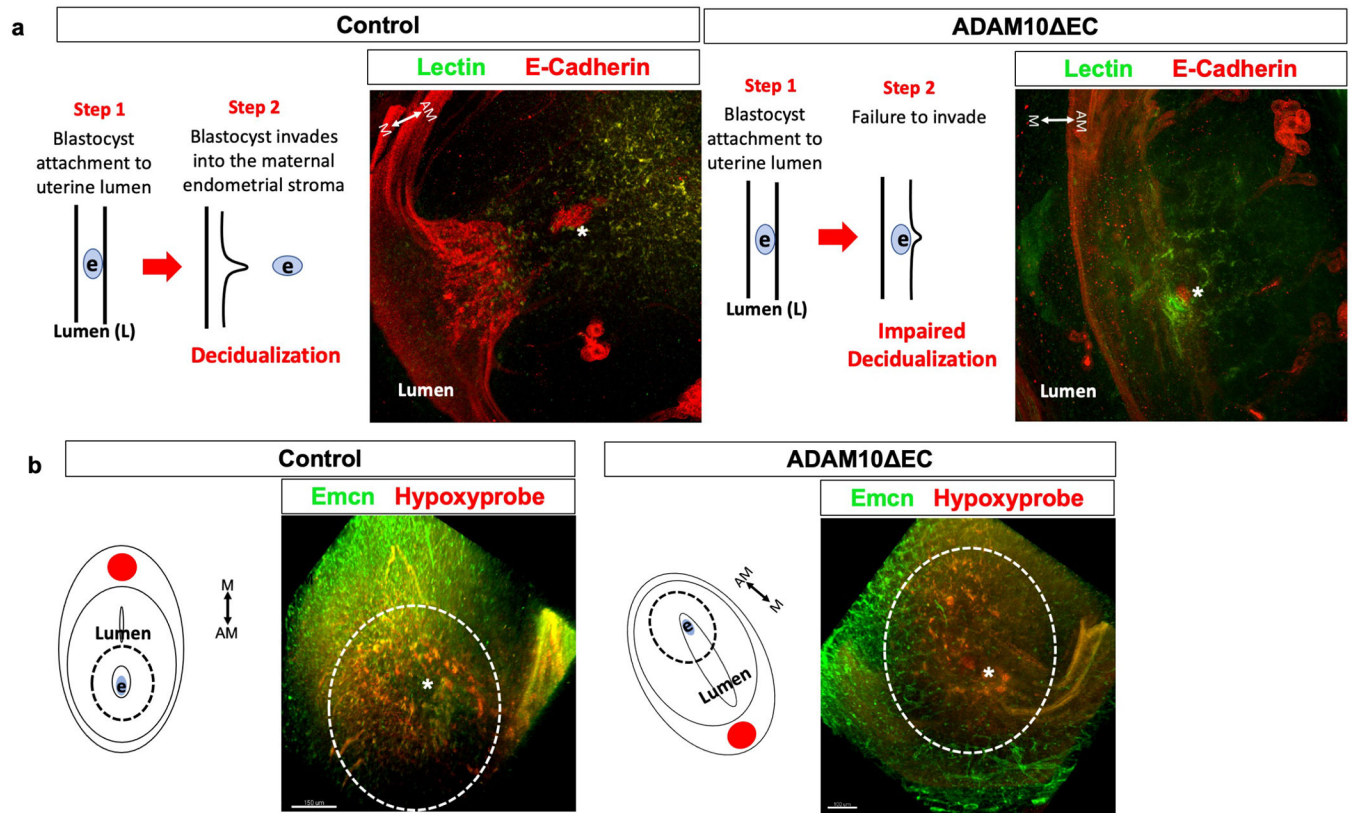 a
Control
ADAM10ΔEC
Lectin E-Cadherin
Lectin E-Cadherin
Step 1
Blastocyst
attachment to
uterine lumen
Step 2
Blastocyst invades
into the maternal
endometrial stroma
e
e
Lumen (L)
Decidualization
M
AM
*
Lumen
Step 1
Blastocyst
attachment to
uterine lumen
Step 2
Failure to invade
e
e
Lumen (L)
Impaired
Decidualization
M
AM
*
Lumen
b
Control
ADAM10ΔEC
Emcn Hypoxyprobe
Emcn Hypoxyprobe
M
AM
Lumen
e
*
150 um
AM
M
e
Lumen
*